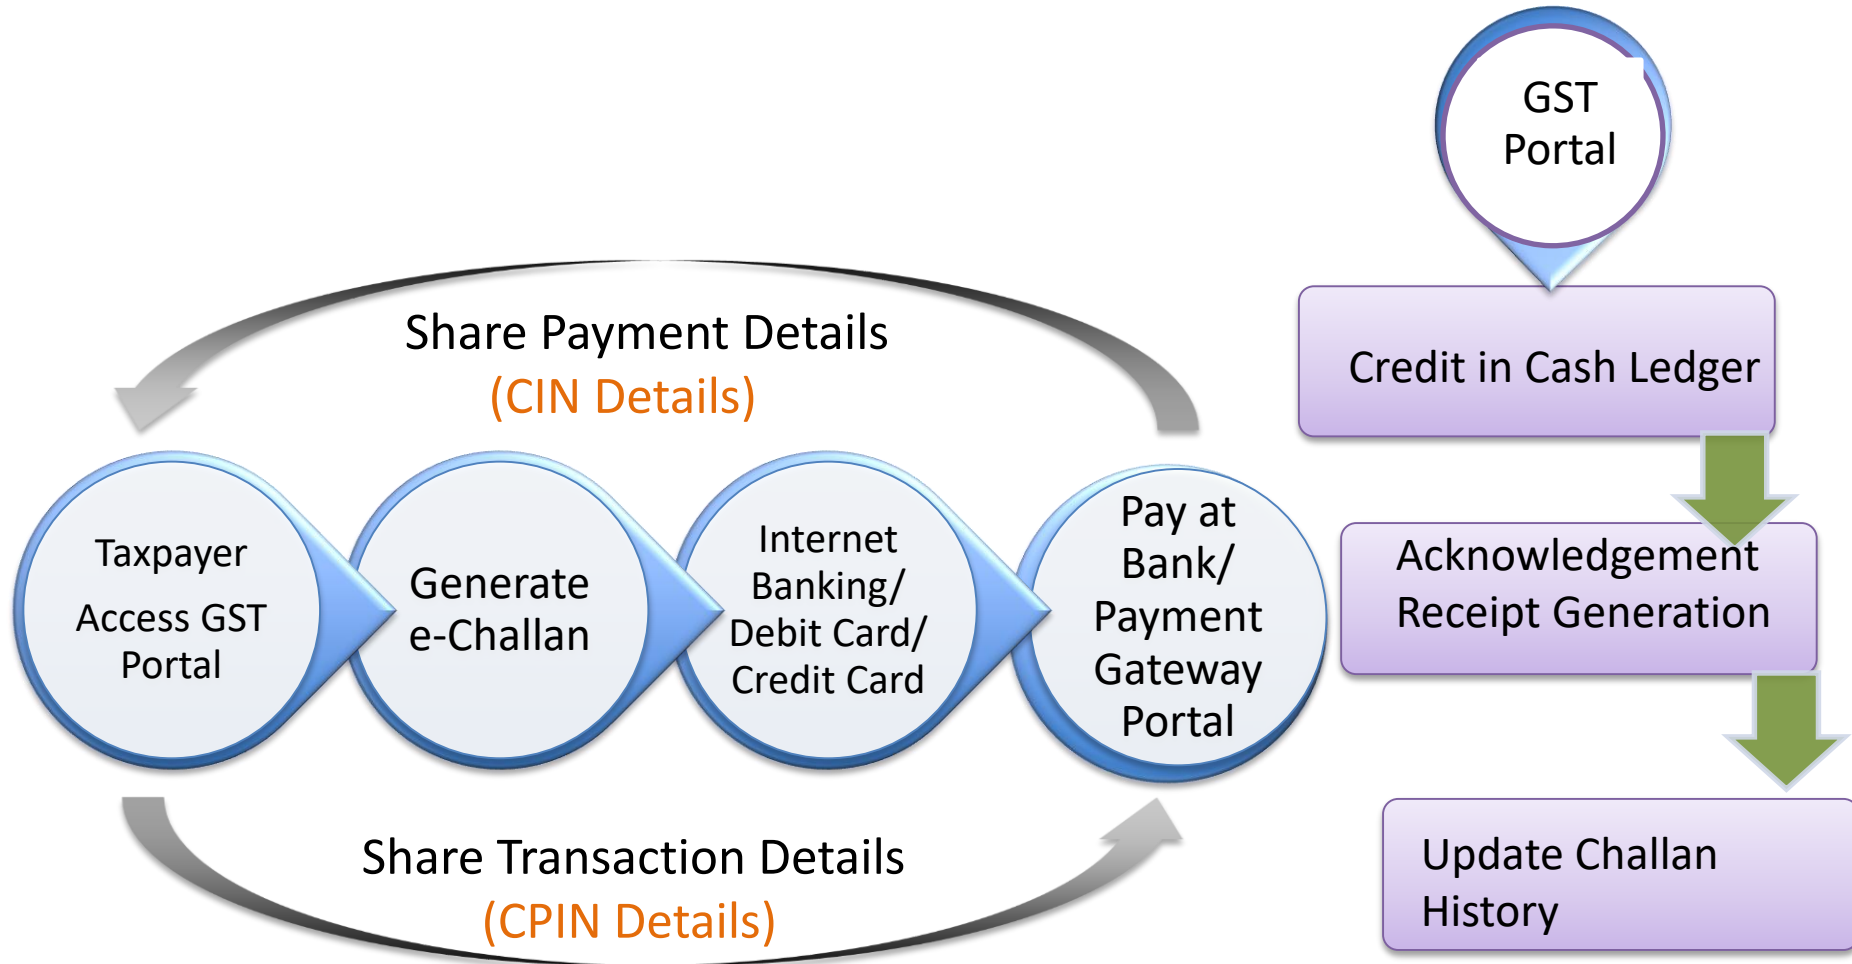 GST
Portal
Share Payment Details
(CIN Details)
Credit in Cash Ledger
Taxpayer
Access GST
Portal
Generate
e-Challan
Internet
Banking/
Debit Card/
Credit Card
Pay at
Bank/
Payment
Gateway
Portal
Acknowledgement
Receipt Generation
Share Transaction Details
(CPIN Details)
Update Challan
History